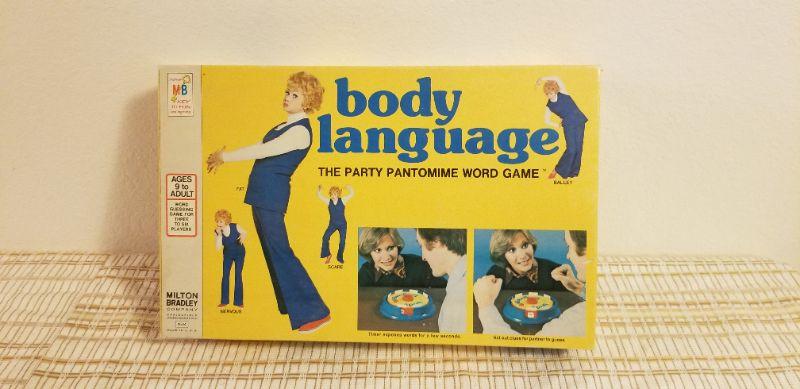 MB
body
language
THE PARTY PANTOMIME WORD GAME™
BALLET
FAT
SCARE
NERVOUS
AGES
9 to
ADULT
WORD
GUESSING
GAME FOR
THREE
TO SIX
PLAYERS
MILTON
BRADLEY
COMPANY
Timer exposes words for a few seconds.
Act out clues for partner to guess.